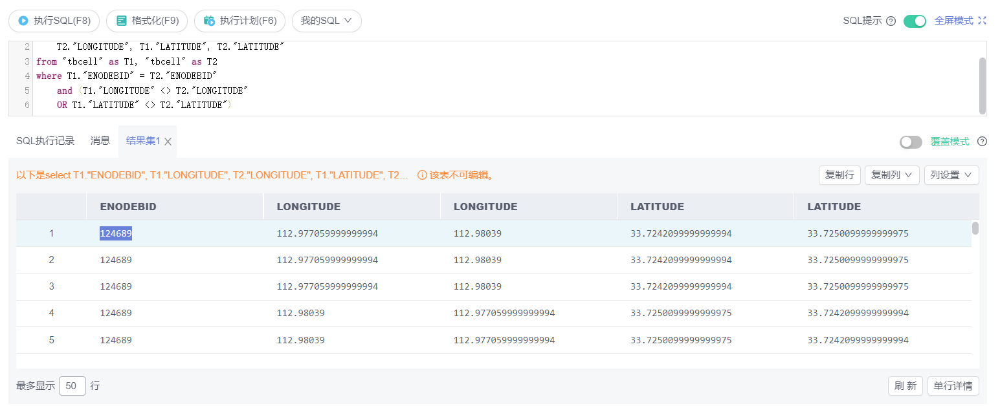 执行SQL(F8) 格式化(F9) 执行计划(F6) 我的SQL SQL提示 全屏模式
2 T2."LONGITUDE", T1."LATITUDE", T2."LATITUDE"
3 from "tbcell" as T1, "tbcell" as T2
4 where T1."ENODEBID" = T2."ENODEBID"
5 and (T1."LONGITUDE" <> T2."LONGITUDE"
6 OR T1."LATITUDE" <> T2."LATITUDE")
SQL执行记录 消息 结果集1 覆盖模式
以下是select T1."ENODEBID", T1."LONGITUDE", T2."LONGITUDE", T1."LATITUDE", T2... 该表不可编辑。 复制行 复制列 列设置
ENODEBID LONGITUDE LONGITUDE LATITUDE LATITUDE
1 124689 112.977059999999994 112.98039 33.7242099999999994 33.7250099999999975
2 124689 112.977059999999994 112.98039 33.7242099999999994 33.7250099999999975
3 124689 112.977059999999994 112.98039 33.7242099999999994 33.7250099999999975
4 124689 112.98039 112.977059999999994 33.7250099999999975 33.7242099999999994
5 124689 112.98039 112.977059999999994 33.7250099999999975 33.7242099999999994
最多显示 50 行 刷 新 单行详情